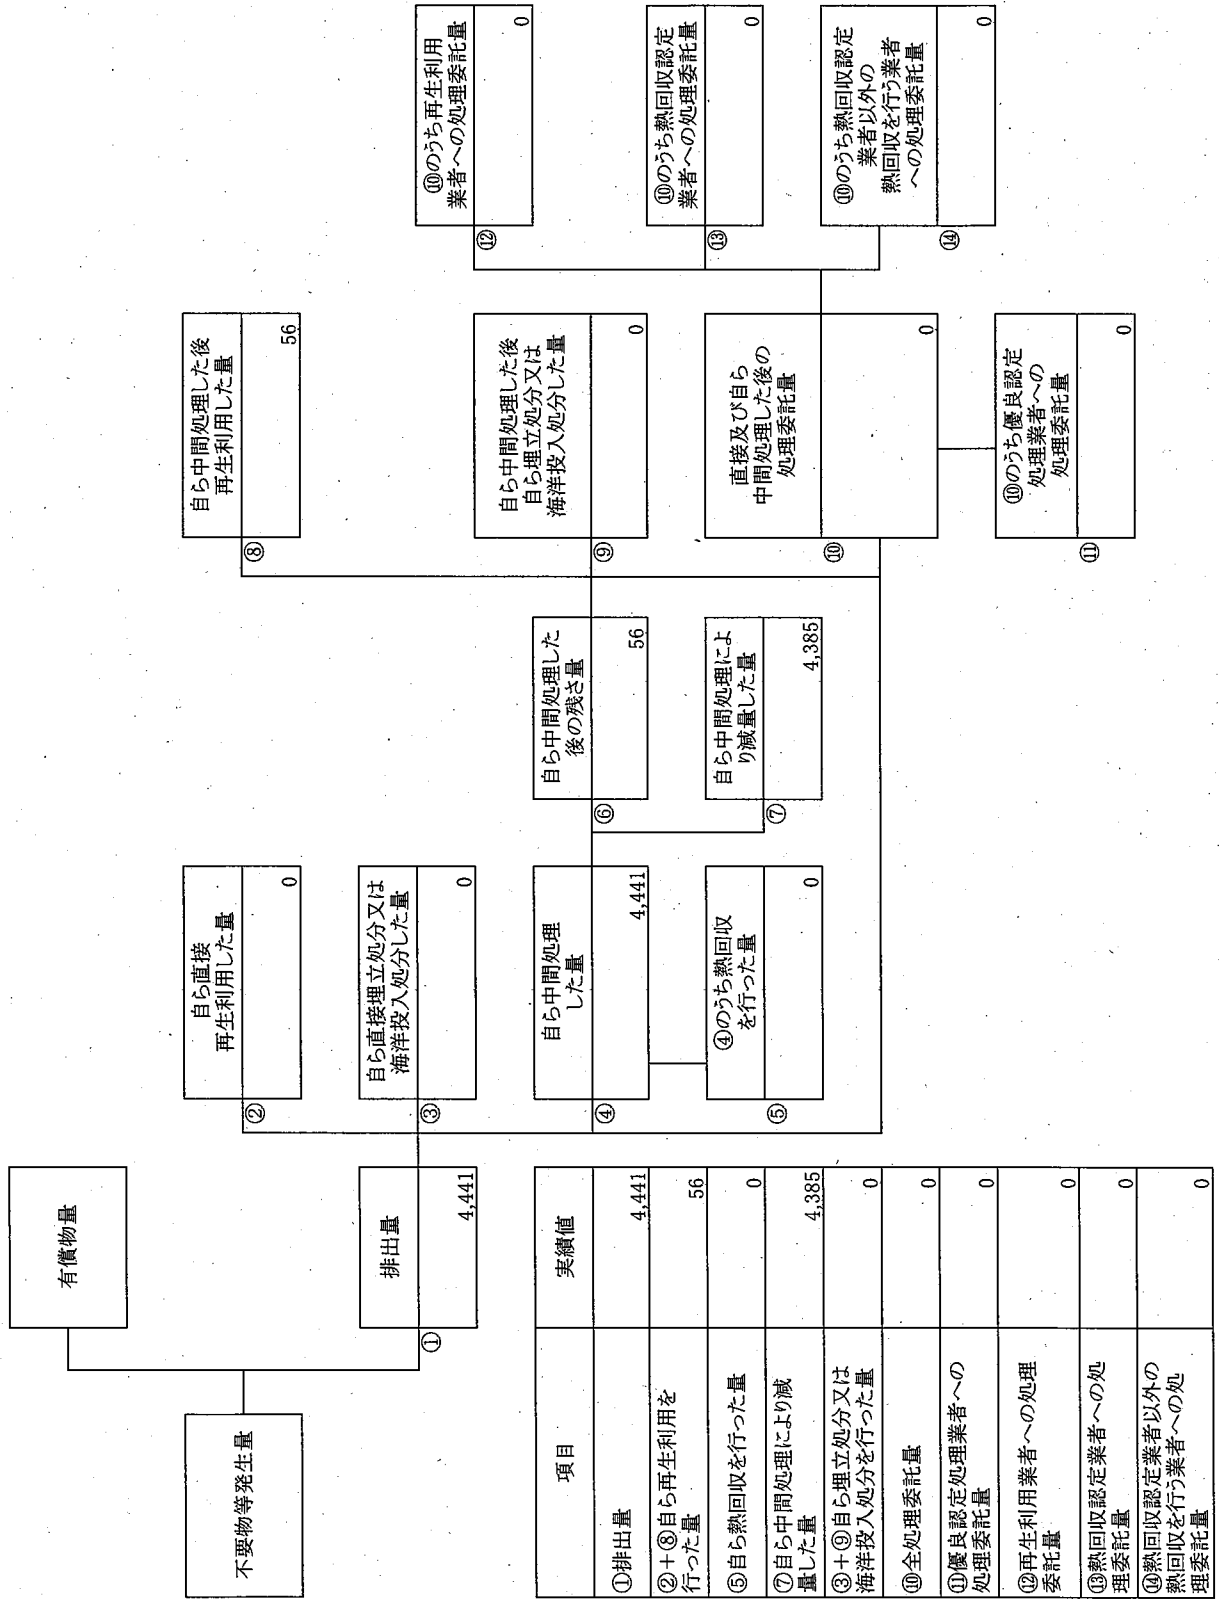 不要物等発生量
有償物量
排出量
①
4,441
自ら直接
再生利用した量
②
0
自ら直接埋立処分又は
海洋投入処分した量
③
0
自ら中間処理
した量
④
4,441
④のうち熱回収
を行った量
⑤
0
自ら中間処理した
後の残さ量
⑥
56
自ら中間処理によ
り減量した量
⑦
4,385
自ら中間処理した後
再生利用した量
⑧
56
自ら中間処理した後
自ら埋立処分又は
海洋投入処分した量
⑨
0
直接及び自ら
中間処理した後の
処理委託量
⑩
0
⑩のうち優良認定
処理業者への
処理委託量
⑪
0
⑩のうち再生利用
業者への処理委託量
⑫
0
⑩のうち熱回収認定
業者への処理委託量
⑬
0
⑩のうち熱回収認定
業者以外の
熱回収を行う業者
への処理委託量
⑭
0
項目 実績値
①排出量 4,441
②+⑧自ら再生利用を
行った量 56
⑤自ら熱回収を行った量 0
⑦自ら中間処理により減
量した量 4,385
③+⑨自ら埋立処分又は
海洋投入処分を行った量 0
⑩全処理委託量 0
⑪優良認定処理業者への
処理委託量 0
⑫再生利用業者への処理
委託量 0
⑬熱回収認定業者への処
理委託量 0
⑭熱回収認定業者以外の
熱回収を行う業者への処
理委託量 0